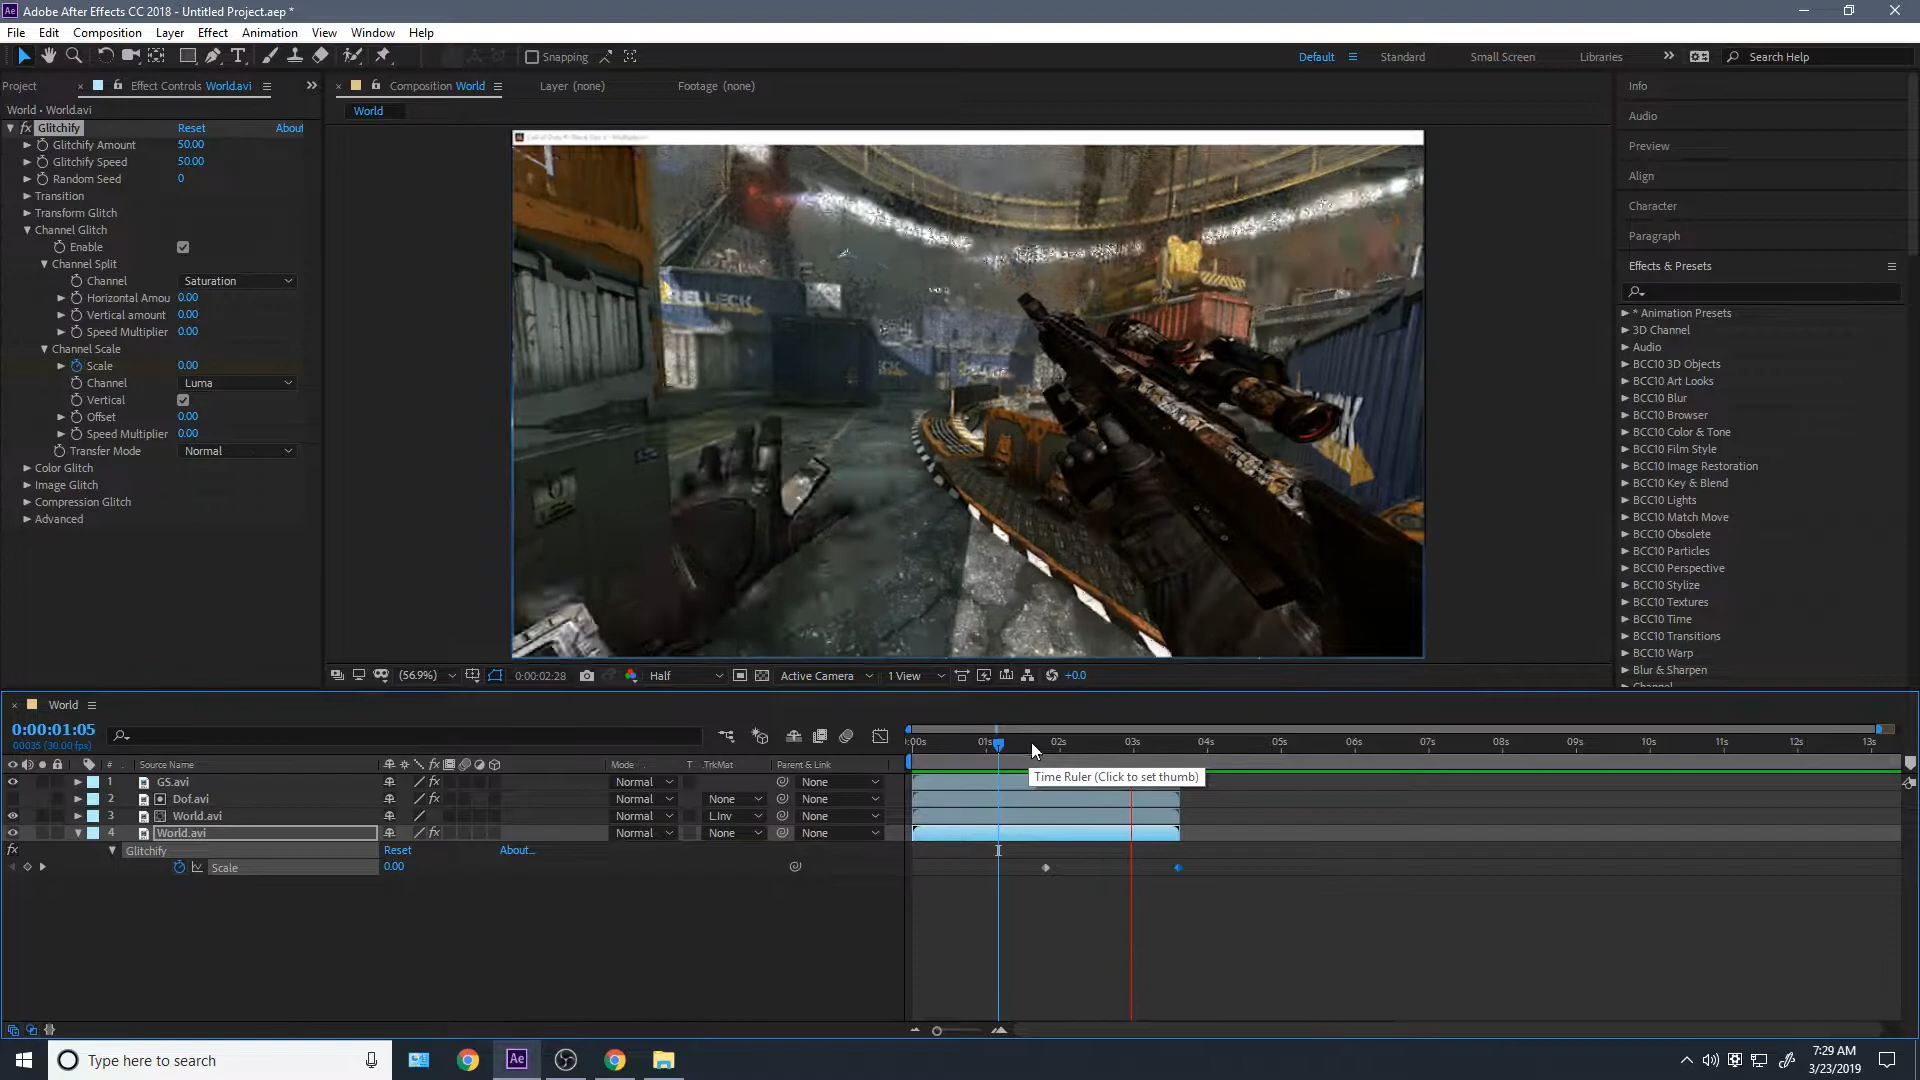 Adobe After Effects CC 2018 - Untitled Project.aep *
File Edit Composition Layer Effect Animation View Window Help
Snapping
Default Standard Small Screen Libraries Search Help
Project Effect Controls World.avi
Composition World Layer (none) Footage (none)
World • World.avi
World
fx Glitchify Reset About
Glitchify Amount 50.00
Glitchify Speed 50.00
Random Seed 0
Transition
Transform Glitch
Channel Glitch
Enable
Channel Split
Channel Saturation
Horizontal Amou 0.00
Vertical amount 0.00
Speed Multiplier 0.00
Channel Scale
Scale 0.00
Channel Luma
Vertical
Offset 0.00
Speed Multiplier 0.00
Transfer Mode Normal
Color Glitch
Image Glitch
Compression Glitch
Advanced
RELLECK
(56.9%) 0:00:02:28 Half Active Camera 1 View +0.0
Info
Audio
Preview
Align
Character
Paragraph
Effects & Presets
* Animation Presets
3D Channel
Audio
BCC10 3D Objects
BCC10 Art Looks
BCC10 Blur
BCC10 Browser
BCC10 Color & Tone
BCC10 Film Style
BCC10 Image Restoration
BCC10 Key & Blend
BCC10 Lights
BCC10 Match Move
BCC10 Obsolete
BCC10 Particles
BCC10 Perspective
BCC10 Stylize
BCC10 Textures
BCC10 Time
BCC10 Transitions
BCC10 Warp
Blur & Sharpen
World
0:00:01:05
00035 (30.00 fps)
:00s 01s 02s 03s 04s 05s 06s 07s 08s 09s 10s 11s 12s 13s
# Source Name Mode T TrkMat Parent & Link
Time Ruler (Click to set thumb)
1 GS.avi fx Normal None
2 Dof.avi fx Normal None None
3 World.avi Normal L.Inv None
4 World.avi fx Normal None None
fx Glitchify Reset About...
Scale 0.00
Type here to search
Ae
7:29 AM
3/23/2019